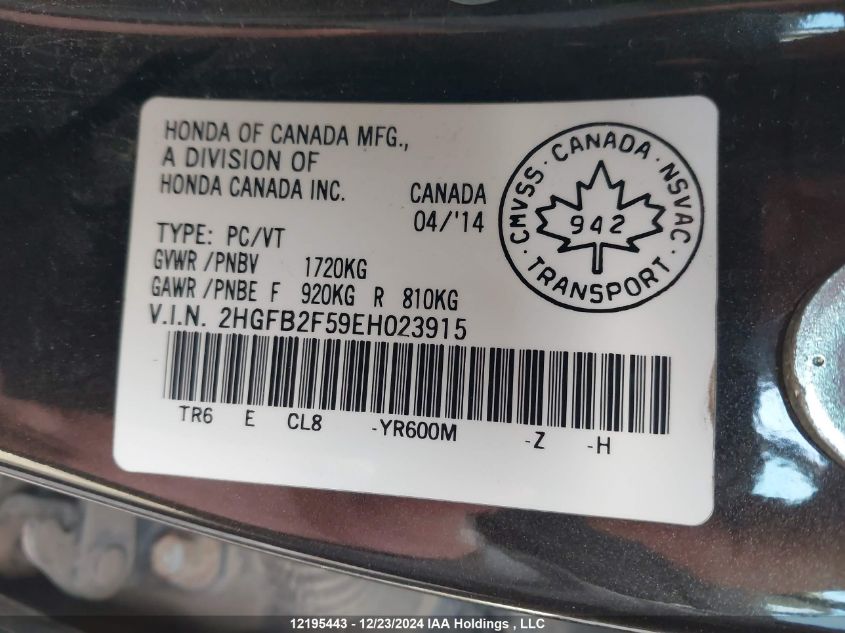 HONDA OF CANADA MFG.,
A DIVISION OF
HONDA CANADA INC. CANADA
04/'14
TYPE: PC/VT
GVWR/PNBV 1720KG
GAWR/PNBE F 920KG R 810KG
V.I.N. 2HGFB2F59EH023915
TR6 E CL8 -YR600M -Z -H
CMVSS · CANADA · NSVAC
942
· TRANSPORT ·
12195443 - 12/23/2024 IAA Holdings , LLC